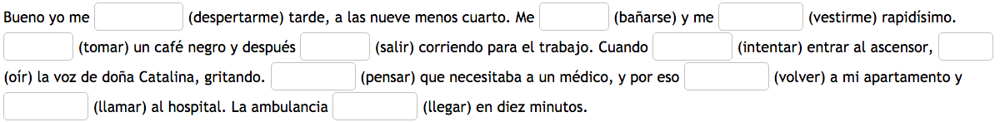 Bueno yo me (despertarme) tarde, a las nueve menos cuarto. Me (bañarse) y me (vestirme) rapidísimo.
(tomar) un café negro y después (salir) corriendo para el trabajo. Cuando (intentar) entrar al ascensor,
(oír) la voz de doña Catalina, gritando. (pensar) que necesitaba a un médico, y por eso (volver) a mi apartamento y
(llamar) al hospital. La ambulancia (llegar) en diez minutos.